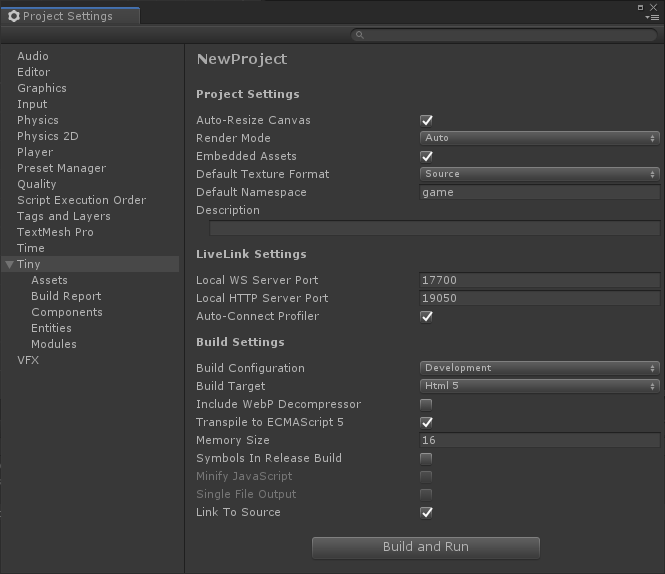 Project Settings
Audio
Editor
Graphics
Input
Physics
Physics 2D
Player
Preset Manager
Quality
Script Execution Order
Tags and Layers
TextMesh Pro
Time
Tiny
Assets
Build Report
Components
Entities
Modules
VFX
NewProject
Project Settings
Auto-Resize Canvas
Render Mode Auto
Embedded Assets
Default Texture Format Source
Default Namespace game
Description
LiveLink Settings
Local WS Server Port 17700
Local HTTP Server Port 19050
Auto-Connect Profiler
Build Settings
Build Configuration Development
Build Target Html 5
Include WebP Decompressor
Transpile to ECMAScript 5
Memory Size 16
Symbols In Release Build
Minify JavaScript
Single File Output
Link To Source
Build and Run